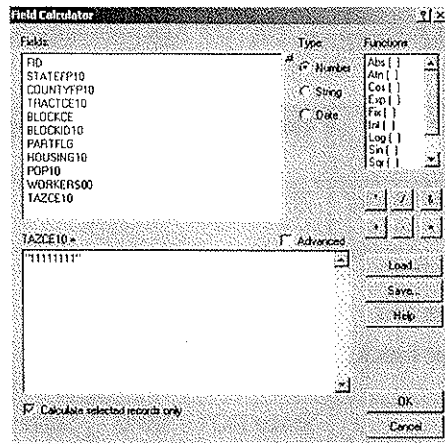 Field Calculator
Fields:
Type:
Functions:
FID
STATEFP10
COUNTYFP10
TRACTCE10
BLOCKCE
BLOCKID10
PARTFLG
HOUSING10
POP10
WORKERS00
TAZCE10
Number
String
Date
Abs ( )
Atn ( )
Cos ( )
Exp ( )
Fix ( )
Int ( )
Log ( )
Sin ( )
Sqr ( )
* / &
+ - =
TAZCE10 =
Advanced
"11111111"
Load...
Save...
Help
Calculate selected records only
OK
Cancel